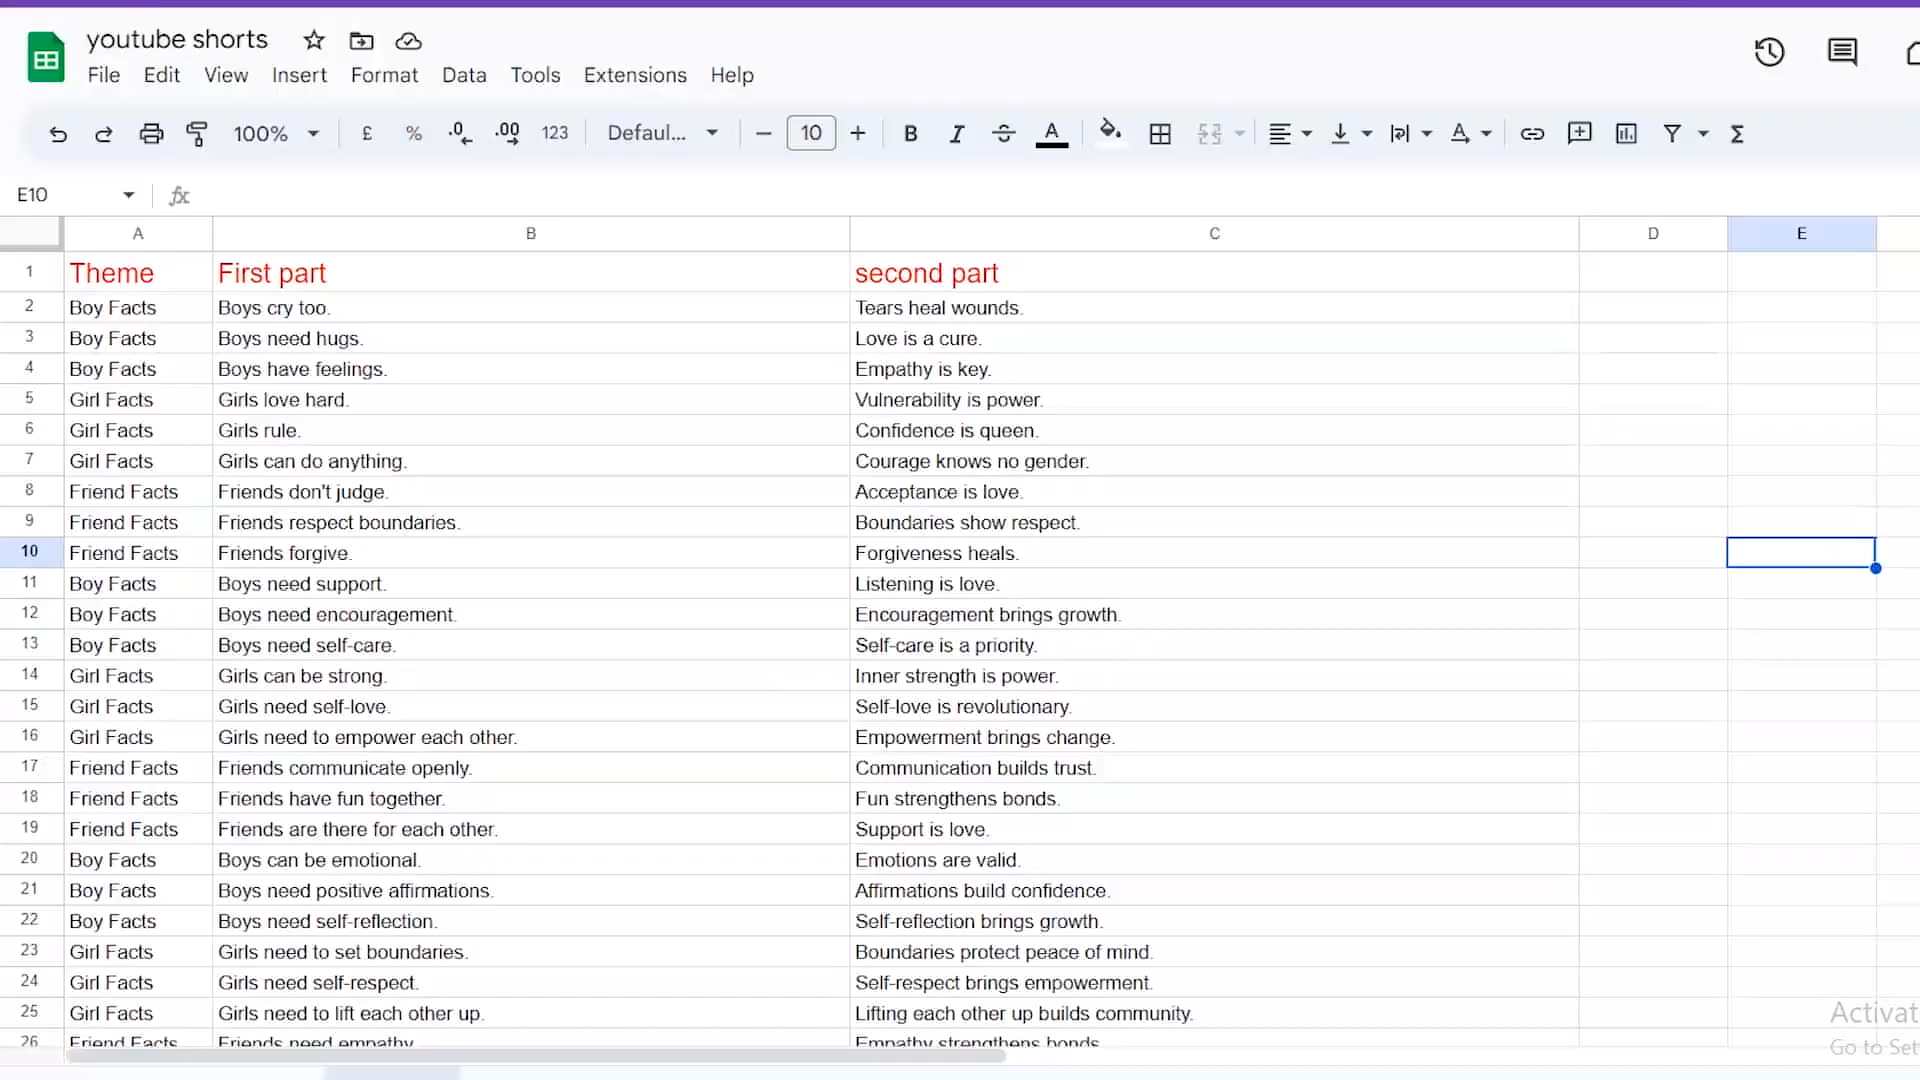 youtube shorts
File Edit View Insert Format Data Tools Extensions Help
100% £ % .0 .00 123 Defaul... 10 B I S A A Σ
E10 fx
A B C D E
1 Theme First part second part
2 Boy Facts Boys cry too. Tears heal wounds.
3 Boy Facts Boys need hugs. Love is a cure.
4 Boy Facts Boys have feelings. Empathy is key.
5 Girl Facts Girls love hard. Vulnerability is power.
6 Girl Facts Girls rule. Confidence is queen.
7 Girl Facts Girls can do anything. Courage knows no gender.
8 Friend Facts Friends don't judge. Acceptance is love.
9 Friend Facts Friends respect boundaries. Boundaries show respect.
10 Friend Facts Friends forgive. Forgiveness heals.
11 Boy Facts Boys need support. Listening is love.
12 Boy Facts Boys need encouragement. Encouragement brings growth.
13 Boy Facts Boys need self-care. Self-care is a priority.
14 Girl Facts Girls can be strong. Inner strength is power.
15 Girl Facts Girls need self-love. Self-love is revolutionary.
16 Girl Facts Girls need to empower each other. Empowerment brings change.
17 Friend Facts Friends communicate openly. Communication builds trust.
18 Friend Facts Friends have fun together. Fun strengthens bonds.
19 Friend Facts Friends are there for each other. Support is love.
20 Boy Facts Boys can be emotional. Emotions are valid.
21 Boy Facts Boys need positive affirmations. Affirmations build confidence.
22 Boy Facts Boys need self-reflection. Self-reflection brings growth.
23 Girl Facts Girls need to set boundaries. Boundaries protect peace of mind.
24 Girl Facts Girls need self-respect. Self-respect brings empowerment.
25 Girl Facts Girls need to lift each other up. Lifting each other up builds community.
26 Friend Facts Friends need empathy Empathy strengthens bonds
Activat
Go to Set